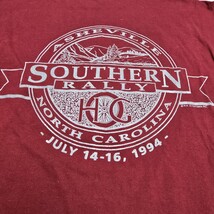 ASHEVILLE
SOUTHERN
RALLY
HOG
NORTH CAROLINA
- JULY 14-16, 1994 -